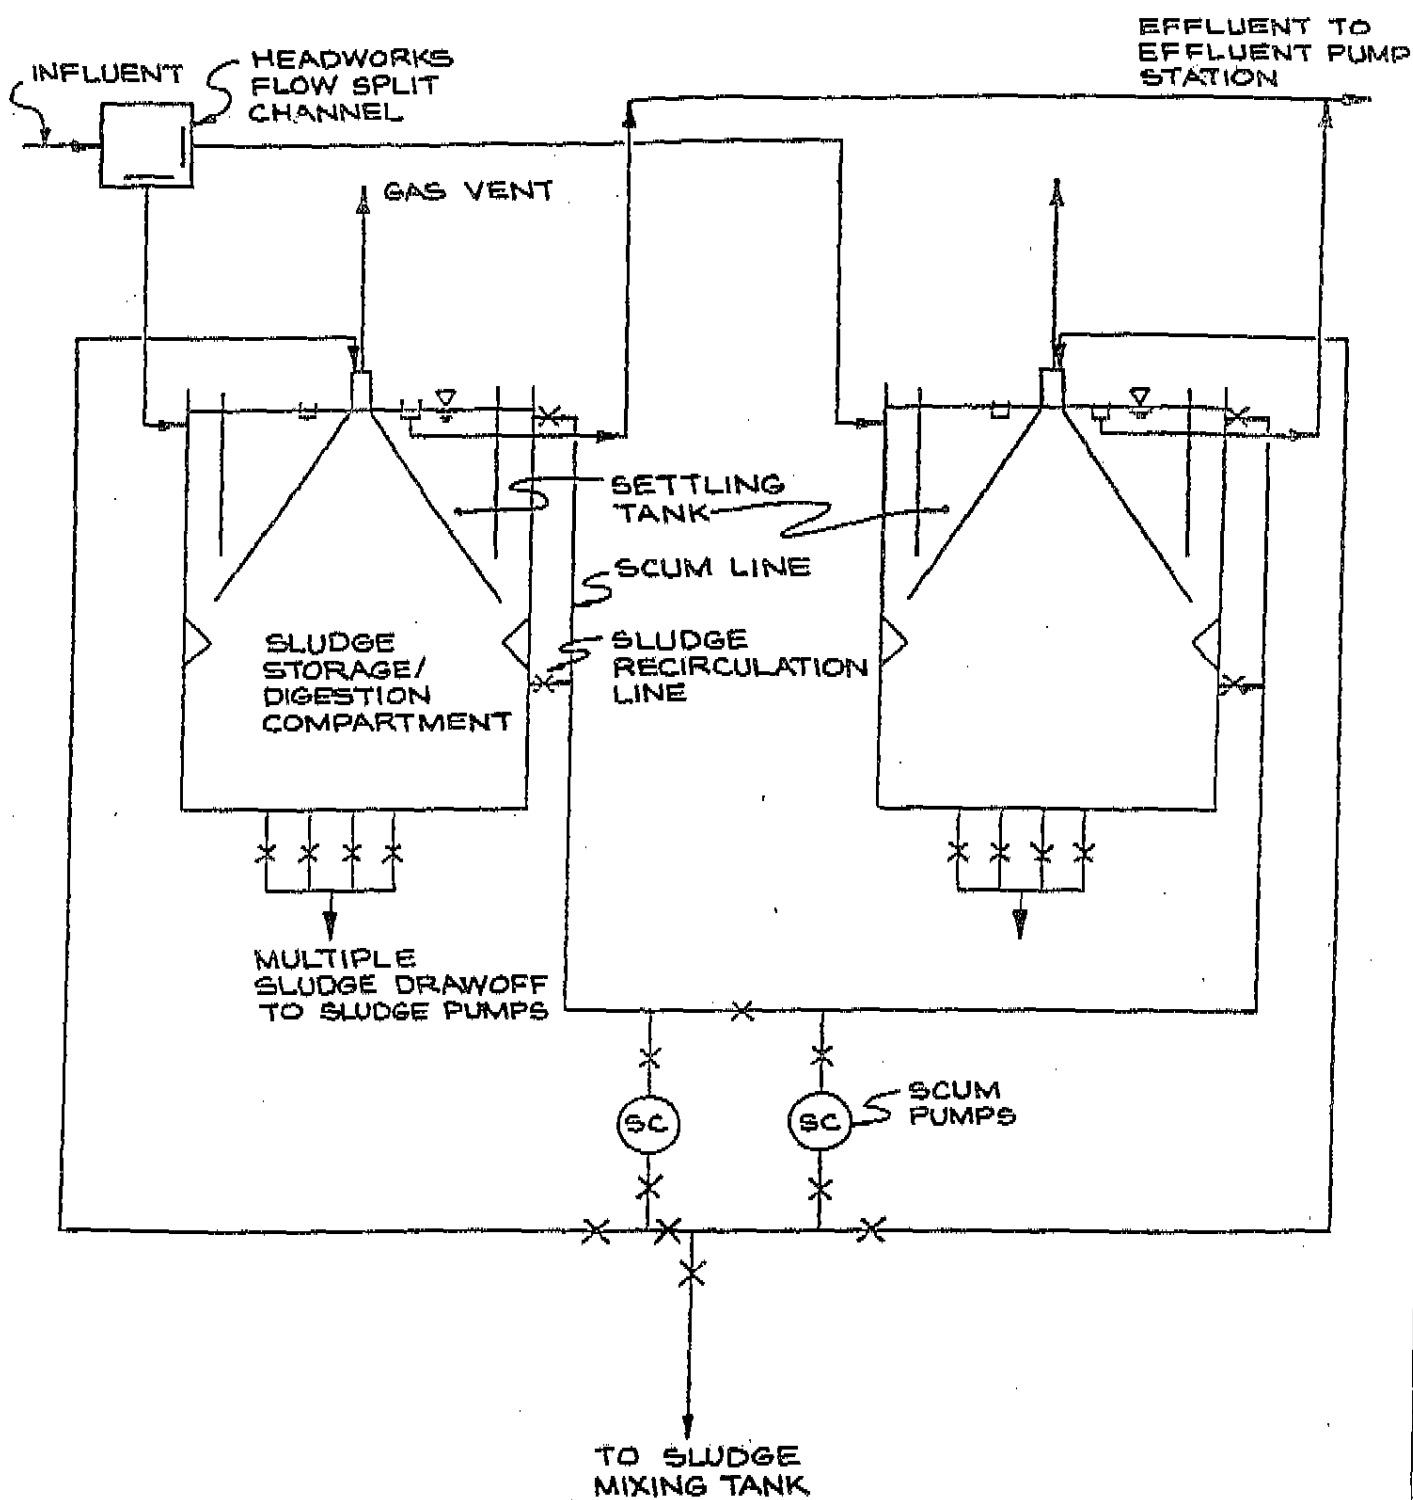 EFFLUENT TO
EFFLUENT PUMP
STATION
INFLUENT
HEADWORKS
FLOW SPLIT
CHANNEL
GAS VENT
SETTLING
TANK
SCUM LINE
SLUDGE
RECIRCULATION
LINE
SLUDGE
STORAGE/
DIGESTION
COMPARTMENT
MULTIPLE
SLUDGE DRAWOFF
TO SLUDGE PUMPS
SC
SC
SCUM
PUMPS
TO SLUDGE
MIXING TANK